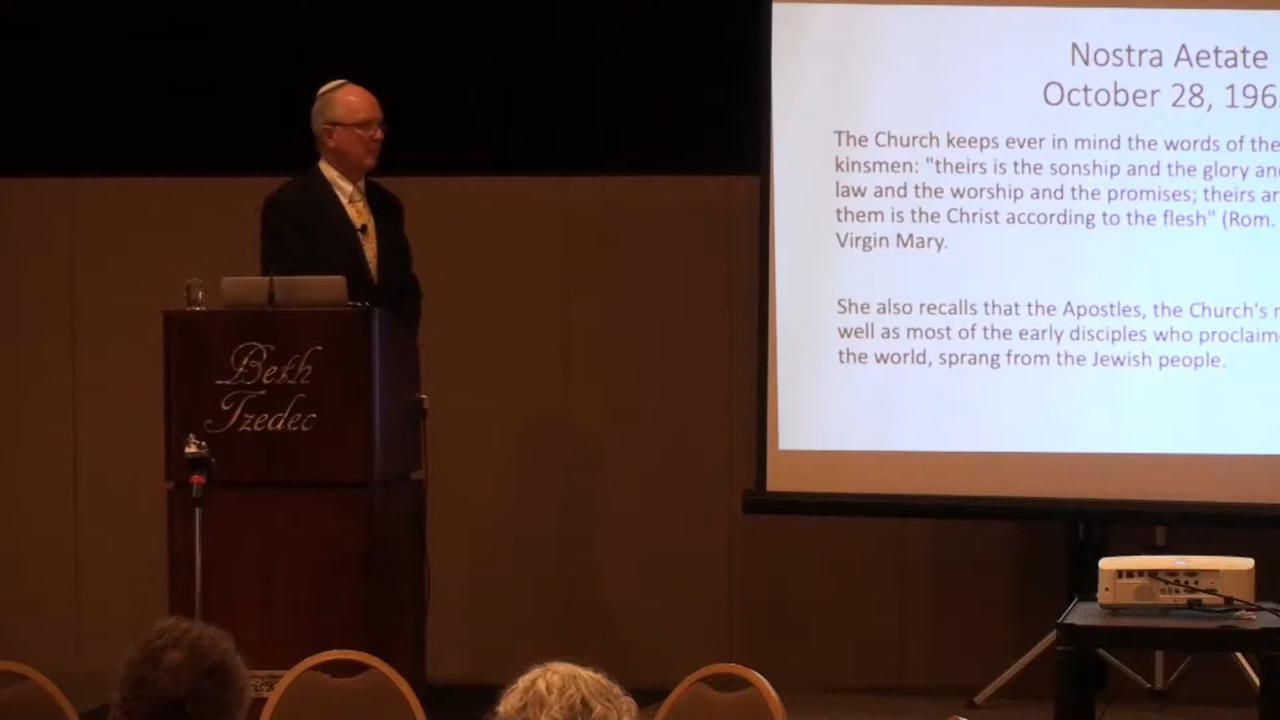 Beth
Tzedec
Nostra Aetate
October 28, 196
The Church keeps ever in mind the words of the
kinsmen: "theirs is the sonship and the glory an
law and the worship and the promises; theirs ar
them is the Christ according to the flesh" (Rom.
Virgin Mary.
She also recalls that the Apostles, the Church's
well as most of the early disciples who proclaim
the world, sprang from the Jewish people.